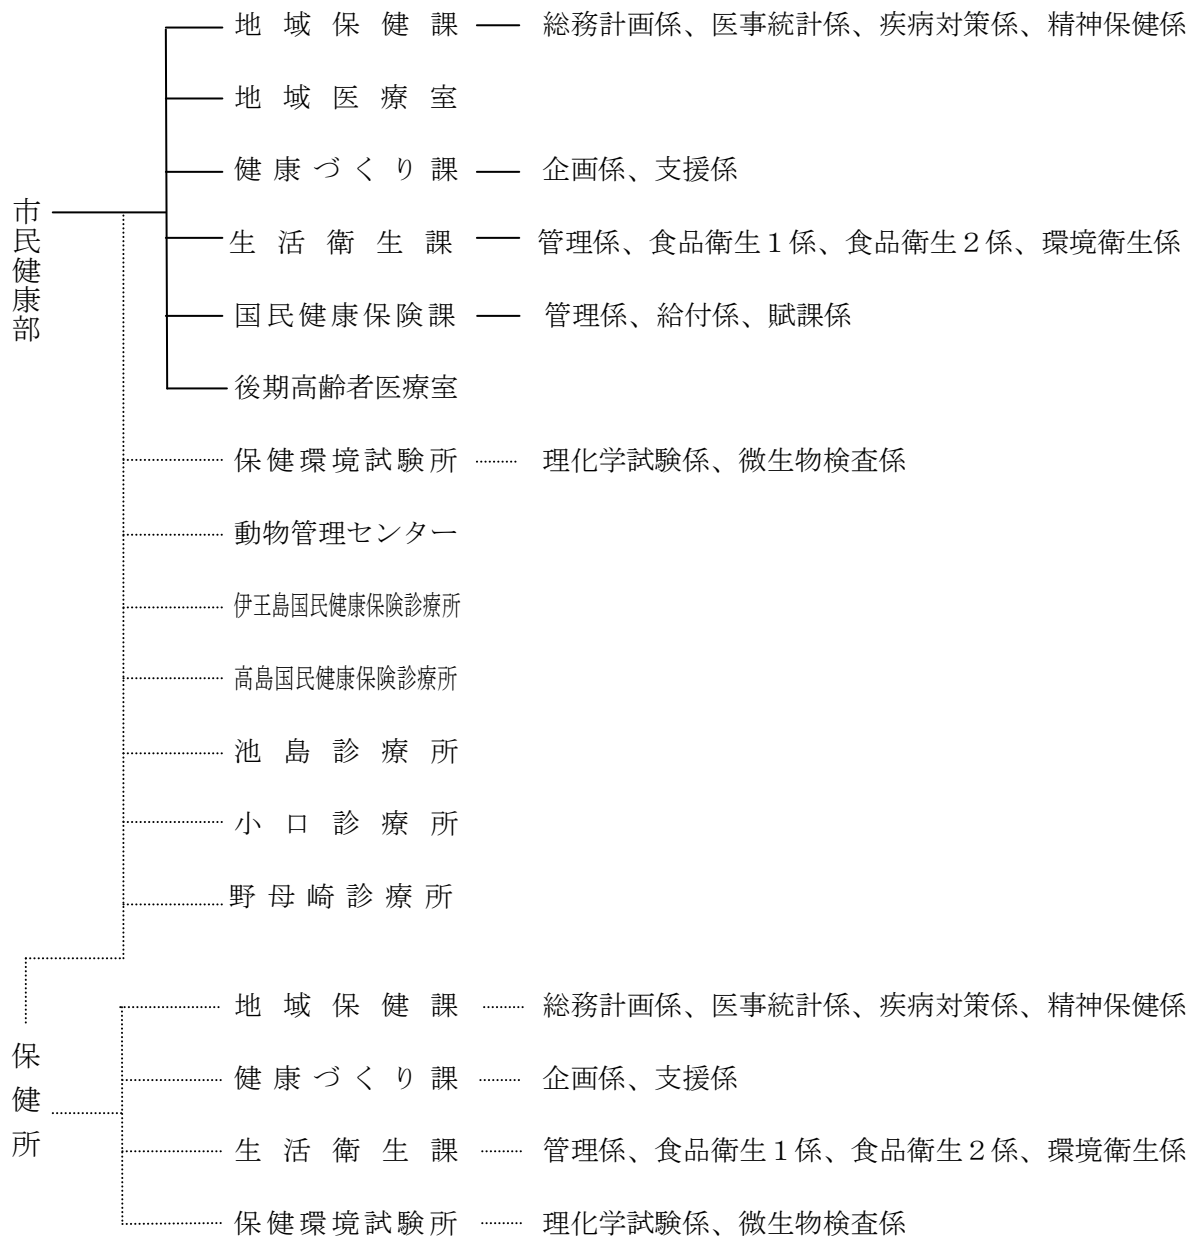 地域保健課 総務計画係、医事統計係、疾病対策係、精神保健係
地域医療室
健康づくり課 企画係、支援係
市民健康部
生活衛生課 管理係、食品衛生１係、食品衛生２係、環境衛生係
国民健康保険課 管理係、給付係、賦課係
後期高齢者医療室
保健環境試験所 理化学試験係、微生物検査係
動物管理センター
伊王島国民健康保険診療所
高島国民健康保険診療所
池島診療所
小口診療所
野母崎診療所
保健所
地域保健課 総務計画係、医事統計係、疾病対策係、精神保健係
健康づくり課 企画係、支援係
生活衛生課 管理係、食品衛生１係、食品衛生２係、環境衛生係
保健環境試験所 理化学試験係、微生物検査係